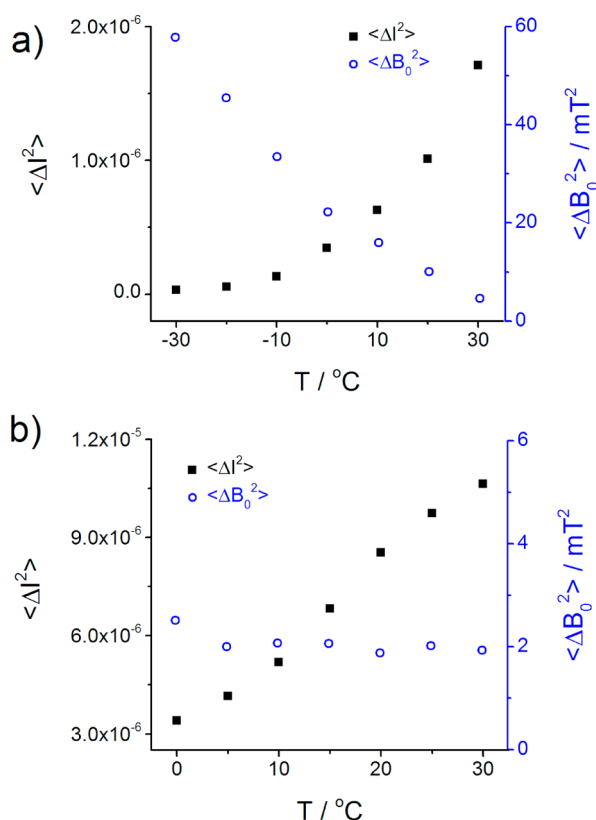 a)
<ΔI²>
<ΔB₀²>
2.0x10⁻⁶
1.0x10⁻⁶
0.0
<ΔI²>
60
40
20
0
<ΔB₀²> / mT²
-30
-10
10
30
T / °C
b)
<ΔI²>
<ΔB₀²>
1.2x10⁻⁵
9.0x10⁻⁶
6.0x10⁻⁶
3.0x10⁻⁶
<ΔI²>
6
4
2
0
<ΔB₀²> / mT²
0
10
20
30
T / °C